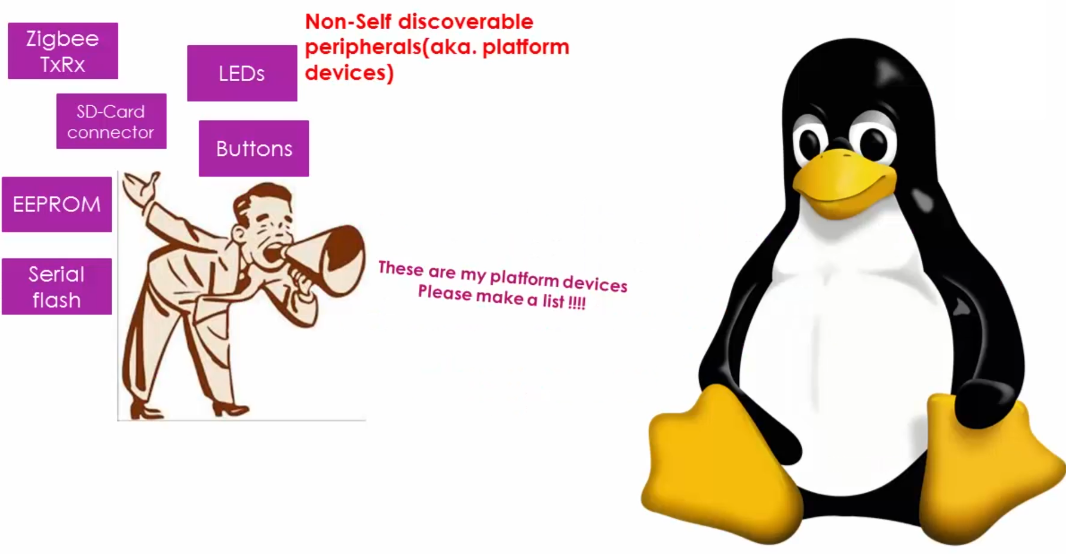 Non-Self discoverable
peripherals(aka. platform
devices)
Zigbee
TxRx
LEDs
SD-Card
connector
Buttons
EEPROM
Serial
flash
These are my platform devices
Please make a list !!!!